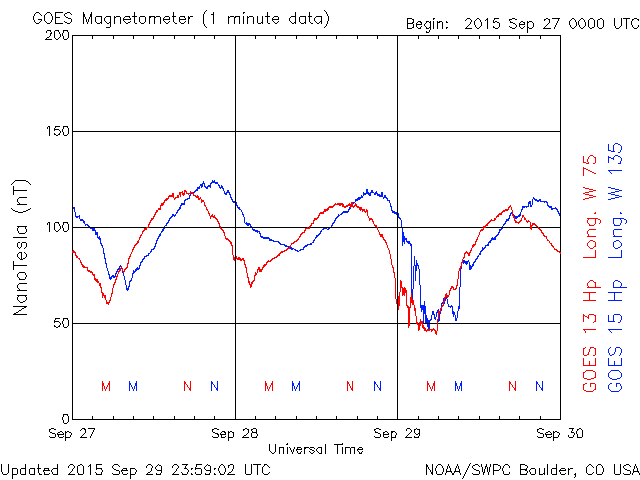 GOES Magnetometer (1 minute data)
Begin: 2015 Sep 27 0000 UTC
200
150
100
50
0
NanoTesla (nT)
M M N N M M N N M M N N
Sep 27 Sep 28 Sep 29 Sep 30
Universal Time
GOES 13 Hp Long. W 75
GOES 15 Hp Long. W 135
Updated 2015 Sep 29 23:59:02 UTC
NOAA/SWPC Boulder, CO USA